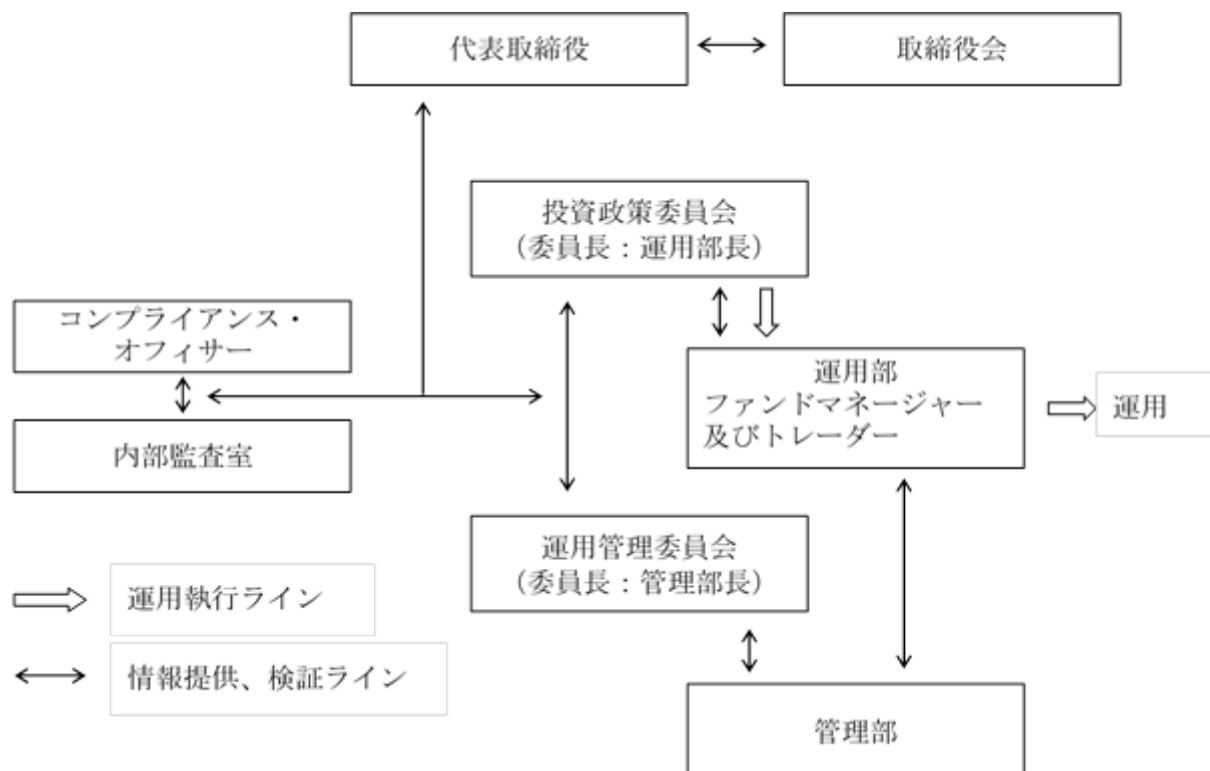 代表取締役
取締役会
投資政策委員会
（委員長：運用部長）
コンプライアンス・
オフィサー
運用部
ファンドマネージャー
及びトレーダー
運用
内部監査室
運用管理委員会
（委員長：管理部長）
運用執行ライン
情報提供、検証ライン
管理部